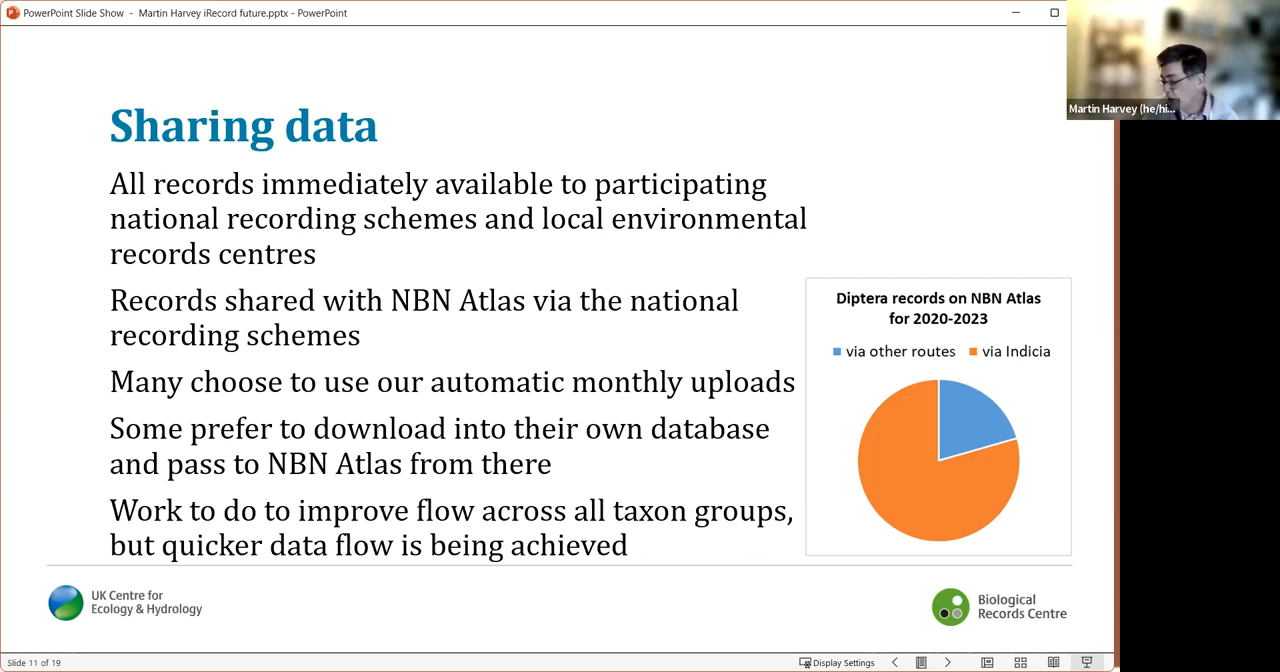 PowerPoint Slide Show - Martin Harvey iRecord future.pptx - PowerPoint
Martin Harvey (he/hi...
Sharing data
All records immediately available to participating
national recording schemes and local environmental
records centres
Records shared with NBN Atlas via the national
recording schemes
Many choose to use our automatic monthly uploads
Some prefer to download into their own database
and pass to NBN Atlas from there
Work to do to improve flow across all taxon groups,
but quicker data flow is being achieved
Diptera records on NBN Atlas
for 2020-2023
via other routes via Indicia
UK Centre for
Ecology & Hydrology
Biological
Records Centre
Slide 11 of 19
Display Settings